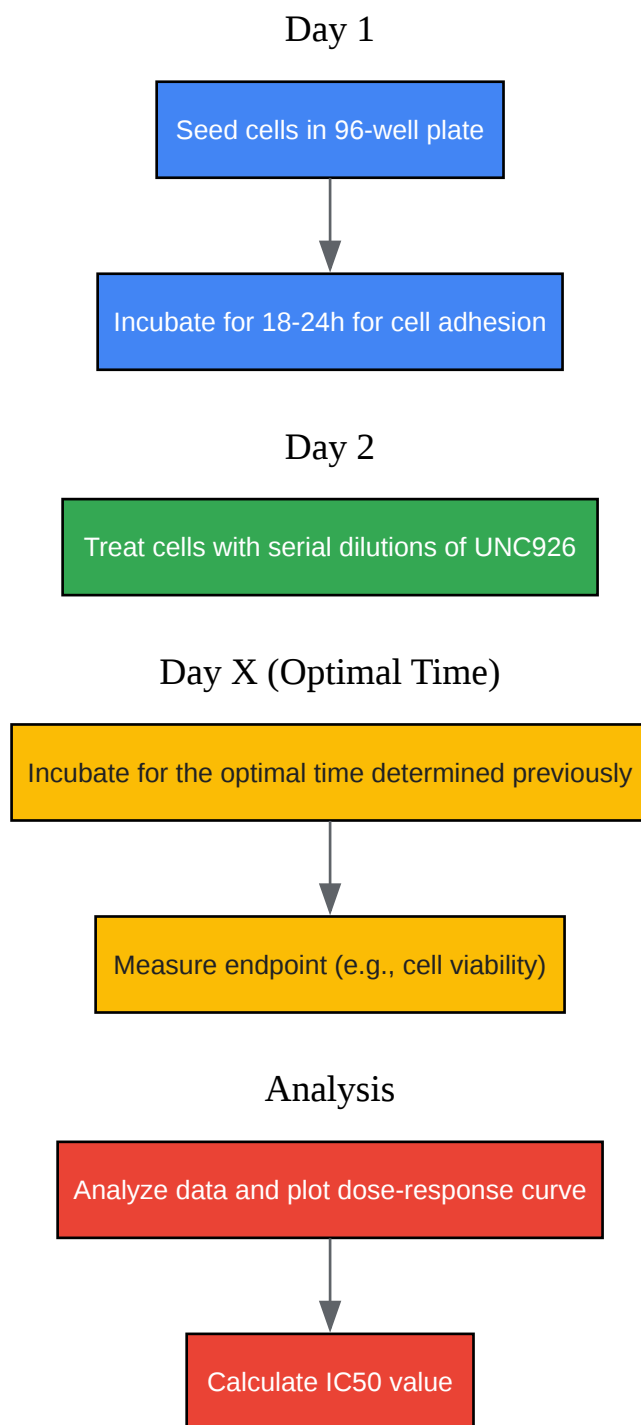 Day 1
Seed cells in 96-well plate
Incubate for 18-24h for cell adhesion
Day 2
Treat cells with serial dilutions of UNC926
Day X (Optimal Time)
Incubate for the optimal time determined previously
Measure endpoint (e.g., cell viability)
Analysis
Analyze data and plot dose-response curve
Calculate IC50 value